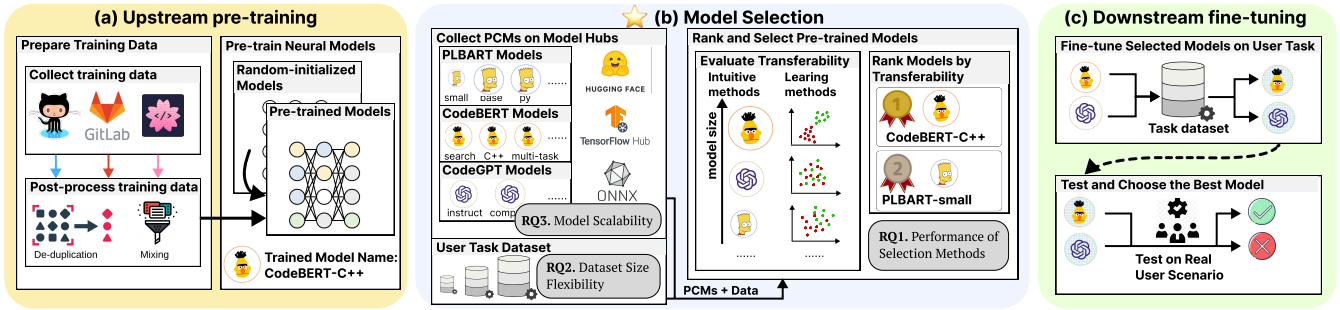 (a) Upstream pre-training
Prepare Training Data
Collect training data
GitLab
Post-process training data
De-duplication
Mixing
Pre-train Neural Models
Random-initialized
Models
Pre-trained Models
Trained Model Name:
CodeBERT-C++
(b) Model Selection
Collect PCMs on Model Hubs
PLBART Models
small base py ......
CodeBERT Models
search C++ multi-task ......
CodeGPT Models
instruct comp ......
HUGGING FACE
TensorFlow Hub
ONNX
RQ3. Model Scalability
User Task Dataset
RQ2. Dataset Size
Flexibility
PCMs + Data
Rank and Select Pre-trained Models
Evaluate Transferability
Intuitive
methods
Learing
methods
model size
......
......
Rank Models by
Transferability
1
CodeBERT-C++
2
PLBART-small
RQ1. Performance of
Selection Methods
(c) Downstream fine-tuning
Fine-tune Selected Models on User Task
Task dataset
Test and Choose the Best Model
Test on Real
User Scenario